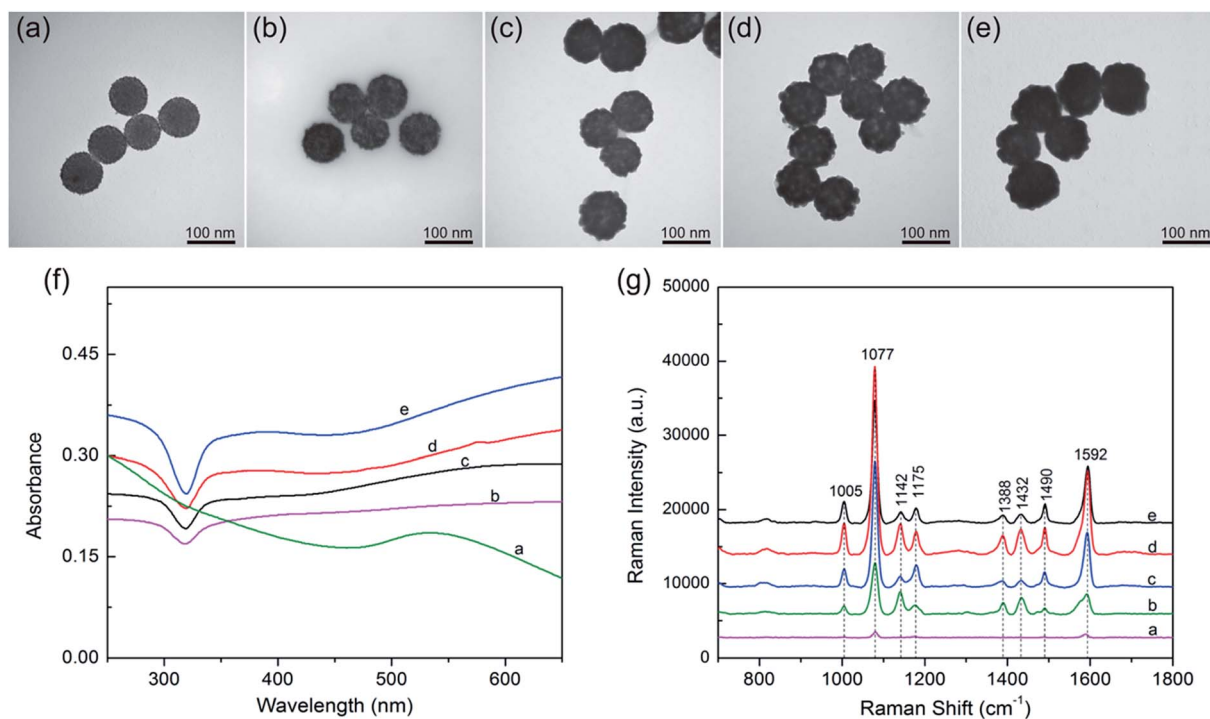 (a) (b) (c) (d) (e)
100 nm 100 nm 100 nm 100 nm 100 nm
(f)
Absorbance
0.45
0.30
0.15
0.00
e
d
c
b
a
300 400 500 600
Wavelength (nm)
(g)
Raman Intensity (a.u.)
50000
40000
30000
20000
10000
0
1005
1077
1142
1175
1388
1432
1490
1592
e
d
c
b
a
800 1000 1200 1400 1600 1800
Raman Shift (cm⁻¹)